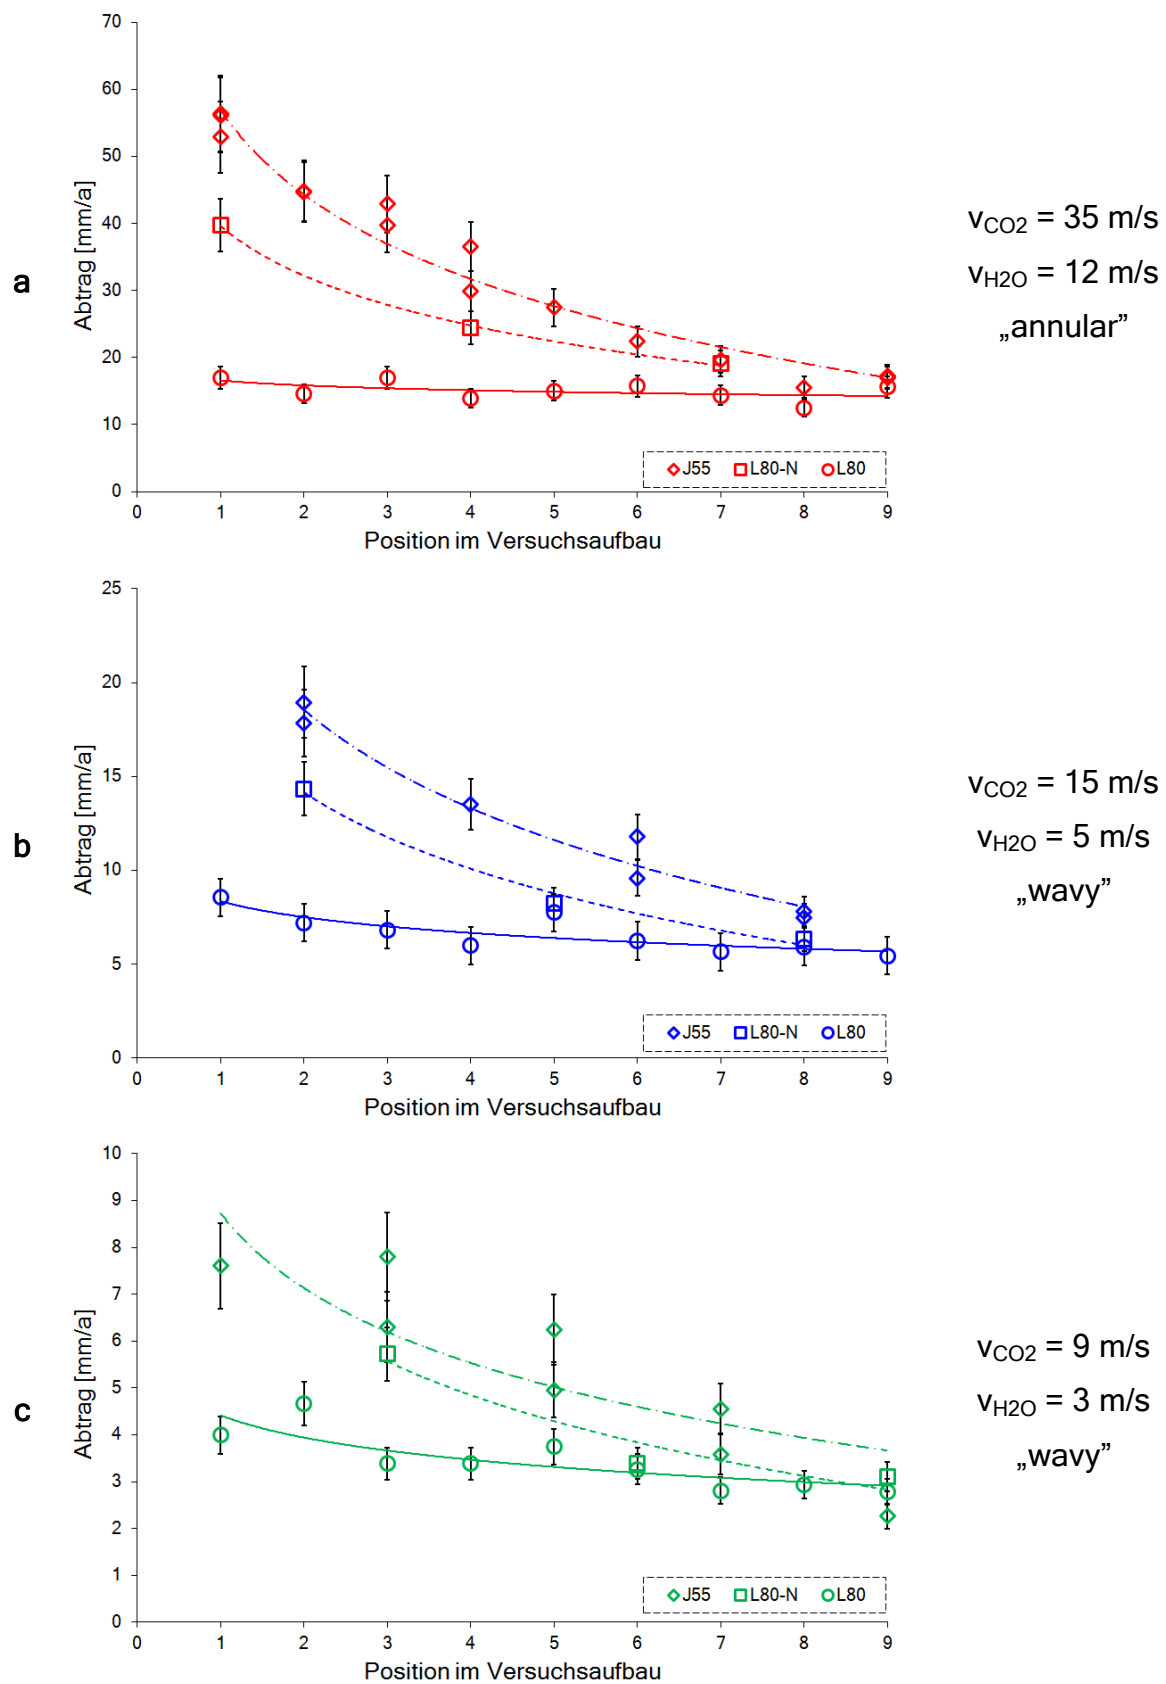 a
Abtrag [mm/a]
70
60
50
40
30
20
10
0
0 1 2 3 4 5 6 7 8 9
Position im Versuchsaufbau
J55 L80-N L80
vCO2 = 35 m/s
vH2O = 12 m/s
„annular”
b
Abtrag [mm/a]
25
20
15
10
5
0
0 1 2 3 4 5 6 7 8 9
Position im Versuchsaufbau
J55 L80-N L80
vCO2 = 15 m/s
vH2O = 5 m/s
„wavy”
c
Abtrag [mm/a]
10
9
8
7
6
5
4
3
2
1
0
0 1 2 3 4 5 6 7 8 9
Position im Versuchsaufbau
J55 L80-N L80
vCO2 = 9 m/s
vH2O = 3 m/s
„wavy”